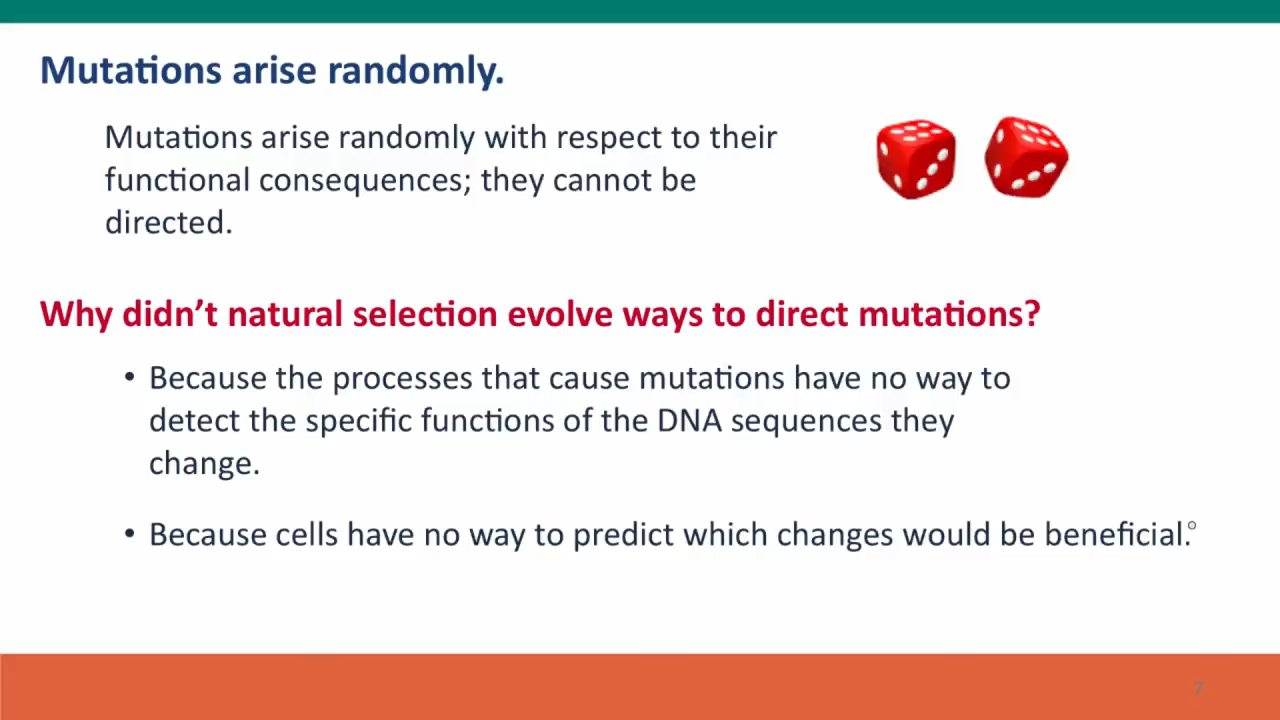 Mutations arise randomly.
Mutations arise randomly with respect to their
functional consequences; they cannot be
directed.
Why didn’t natural selection evolve ways to direct mutations?
• Because the processes that cause mutations have no way to
detect the specific functions of the DNA sequences they
change.
• Because cells have no way to predict which changes would be beneficial.